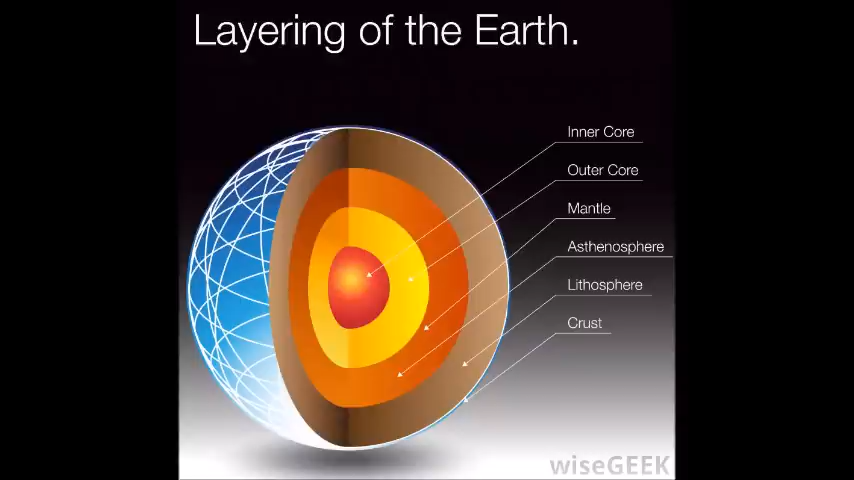 Layering of the Earth.
Inner Core
Outer Core
Mantle
Asthenosphere
Lithosphere
Crust
wiseGEEK